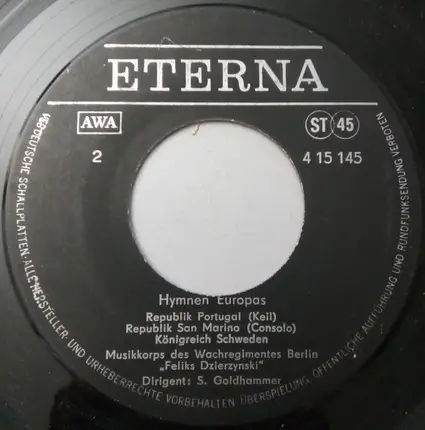 ETERNA
AWA
ST 45
2
4 15 145
Hymnen Europas
Republik Portugal (Keil)
Republik San Marino (Consolo)
Königreich Schweden
Musikkorps des Wachregimentes Berlin
„Feliks Dzierzynski“
Dirigent: S. Goldhammer
VEB DEUTSCHE SCHALLPLATTEN · ALLE HERSTELLER- UND URHEBERRECHTE VORBEHALTEN · ÜBERSPIELUNG, ÖFFENTLICHE AUFFÜHRUNG UND RUNDFUNKSENDUNG VERBOTEN